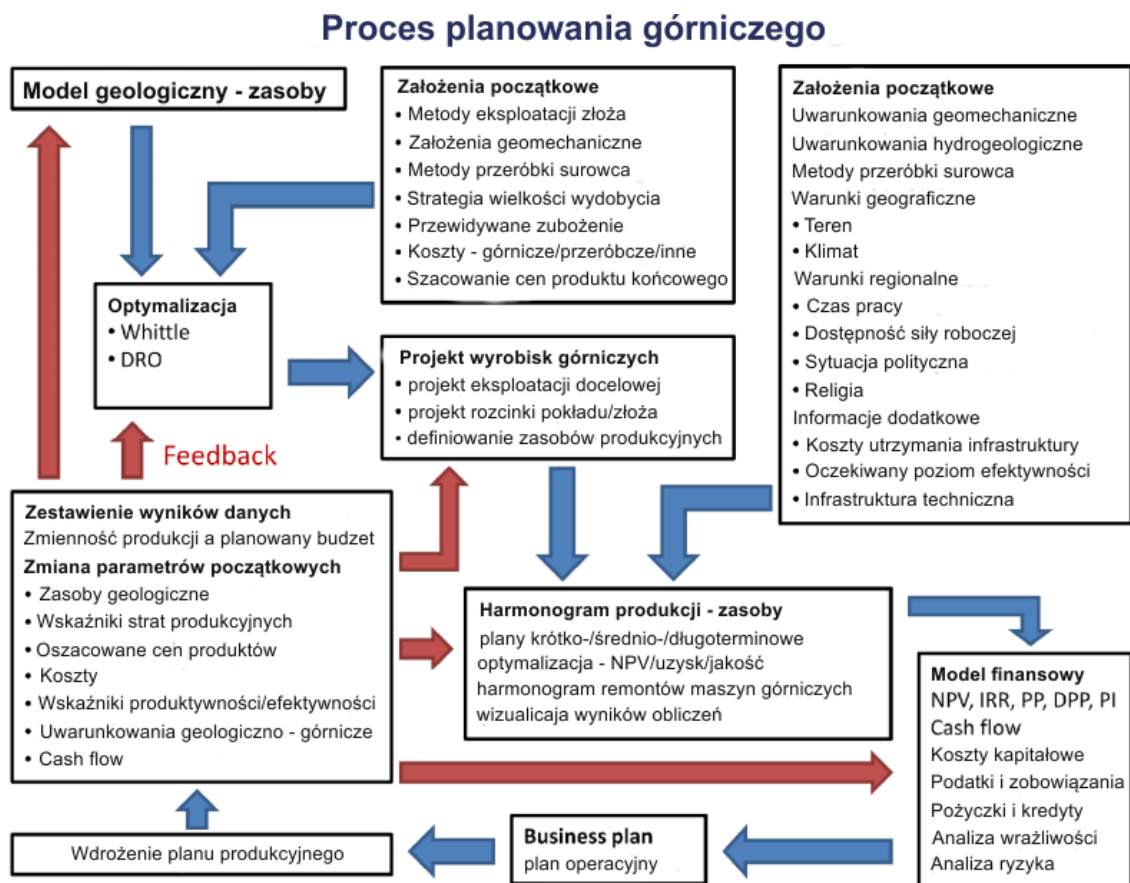 Proces planowania górniczego
Model geologiczny - zasoby
Założenia początkowe
• Metody eksploatacji złoża
• Założenia geomechaniczne
• Metody przeróbki surowca
• Strategia wielkości wydobycia
• Przewidywane zubożenie
• Koszty - górnicze/przeróbcze/inne
• Szacowanie cen produktu końcowego
Założenia początkowe
Uwarunkowania geomechaniczne
Uwarunkowania hydrogeologiczne
Metody przeróbki surowca
Warunki geograficzne
• Teren
• Klimat
Warunki regionalne
• Czas pracy
• Dostępność siły roboczej
• Sytuacja polityczna
• Religia
Informacje dodatkowe
• Koszty utrzymania infrastruktury
• Oczekiwany poziom efektywności
• Infrastruktura techniczna
Optymalizacja
• Whittle
• DRO
Projekt wyrobisk górniczych
• projekt eksploatacji docelowej
• projekt rozcinki pokładu/złoża
• definiowanie zasobów produkcyjnych
Feedback
Zestawienie wyników danych
Zmienność produkcji a planowany budzet
Zmiana parametrów początkowych
• Zasoby geologiczne
• Wskaźniki strat produkcyjnych
• Oszacowane cen produktów
• Koszty
• Wskaźniki produktywności/efektywności
• Uwarunkowania geologiczno - górnicze
• Cash flow
Harmonogram produkcji - zasoby
plany krótko-/średnio-/długoterminowe
optymalizacja - NPV/uzysk/jakość
harmonogram remontów maszyn górniczych
wizualicaja wyników obliczeń
Model finansowy
NPV, IRR, PP, DPP, PI
Cash flow
Koszty kapitałowe
Podatki i zobowiązania
Pożyczki i kredyty
Analiza wrażliwości
Analiza ryzyka
Business plan
plan operacyjny
Wdrożenie planu produkcyjnego